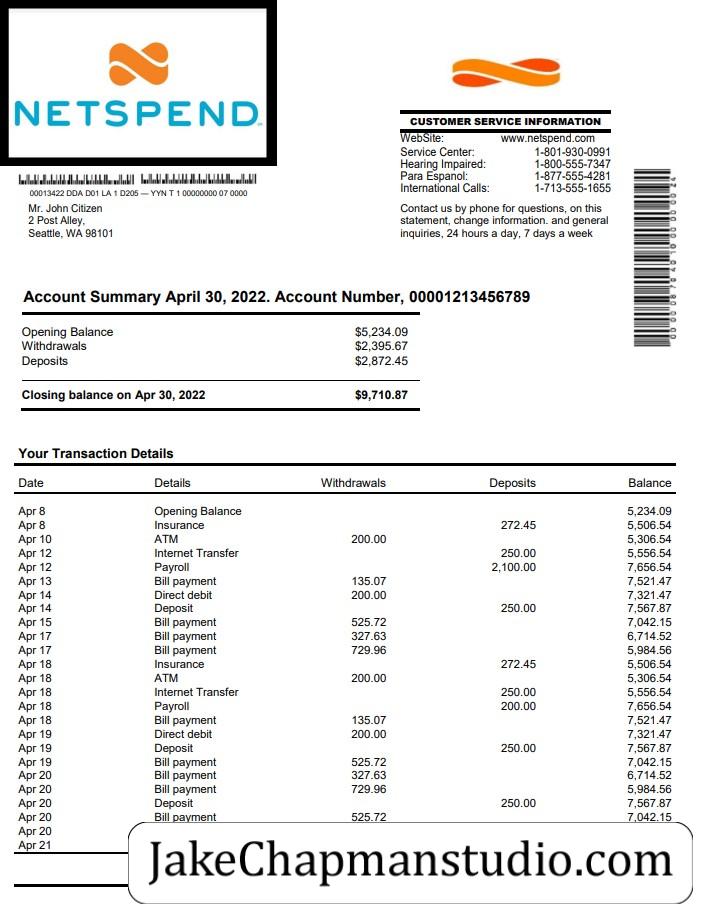 NETSPEND
CUSTOMER SERVICE INFORMATION
WebSite: www.netspend.com
Service Center: 1-801-930-0991
Hearing Impaired: 1-800-555-7347
Para Espanol: 1-877-555-4281
International Calls: 1-713-555-1655
00013422 DDA D01 LA 1 D205 — YYN T 1 00000000 07 0000
Mr. John Citizen
2 Post Alley,
Seattle, WA 98101
Contact us by phone for questions, on this
statement, change information. and general
inquiries, 24 hours a day, 7 days a week
Account Summary April 30, 2022. Account Number, 00001213456789
Opening Balance $5,234.09
Withdrawals $2,395.67
Deposits $2,872.45
Closing balance on Apr 30, 2022 $9,710.87
Your Transaction Details
Date Details Withdrawals Deposits Balance
Apr 8 Opening Balance 5,234.09
Apr 8 Insurance 272.45 5,506.54
Apr 10 ATM 200.00 5,306.54
Apr 12 Internet Transfer 250.00 5,556.54
Apr 12 Payroll 2,100.00 7,656.54
Apr 13 Bill payment 135.07 7,521.47
Apr 14 Direct debit 200.00 7,321.47
Apr 14 Deposit 250.00 7,567.87
Apr 15 Bill payment 525.72 7,042.15
Apr 17 Bill payment 327.63 6,714.52
Apr 17 Bill payment 729.96 5,984.56
Apr 18 Insurance 272.45 5,506.54
Apr 18 ATM 200.00 5,306.54
Apr 18 Internet Transfer 250.00 5,556.54
Apr 18 Payroll 200.00 7,656.54
Apr 18 Bill payment 135.07 7,521.47
Apr 19 Direct debit 200.00 7,321.47
Apr 19 Deposit 250.00 7,567.87
Apr 19 Bill payment 525.72 7,042.15
Apr 20 Bill payment 327.63 6,714.52
Apr 20 Bill payment 729.96 5,984.56
Apr 20 Deposit 250.00 7,567.87
Apr 20 Bill payment 525.72 7,042.15
Apr 20
Apr 21
JakeChapmanstudio.com